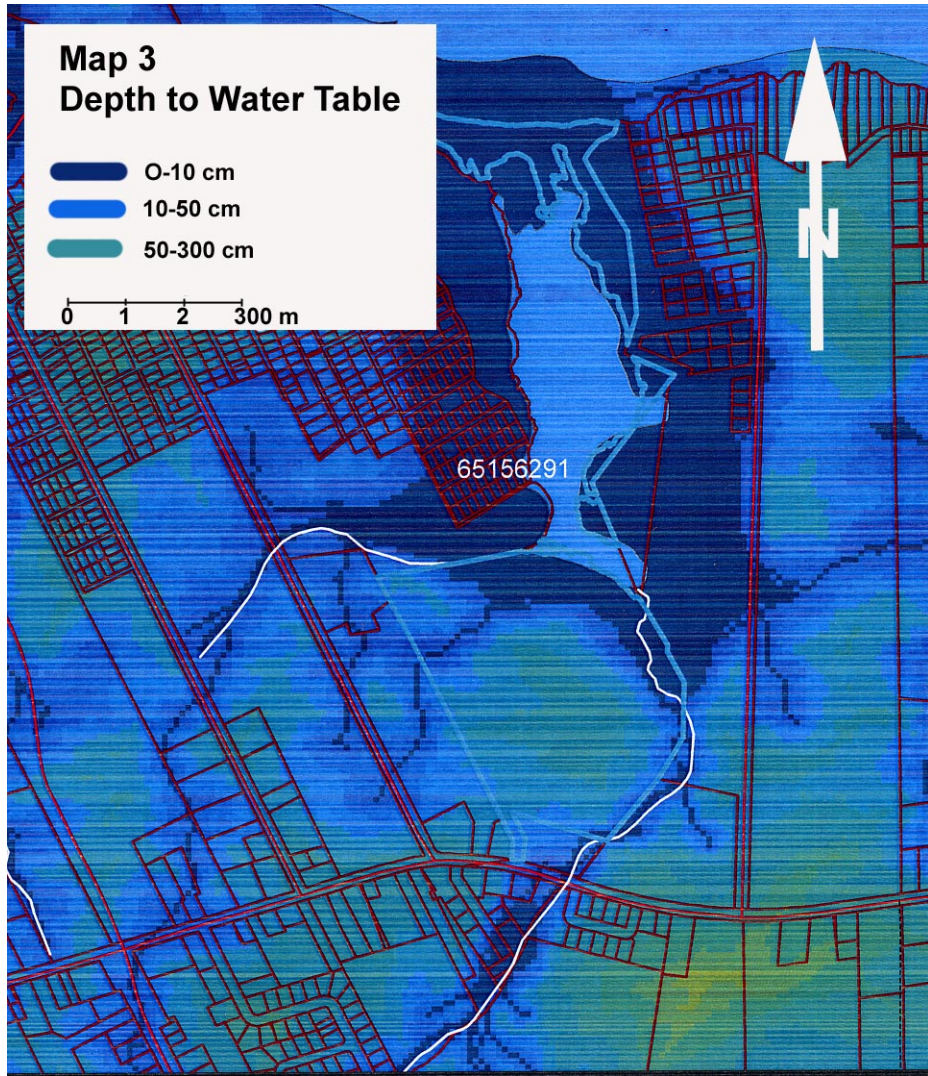 Map 3
Depth to Water Table
O-10 cm
10-50 cm
50-300 cm
0 1 2 300 m
N
65156291